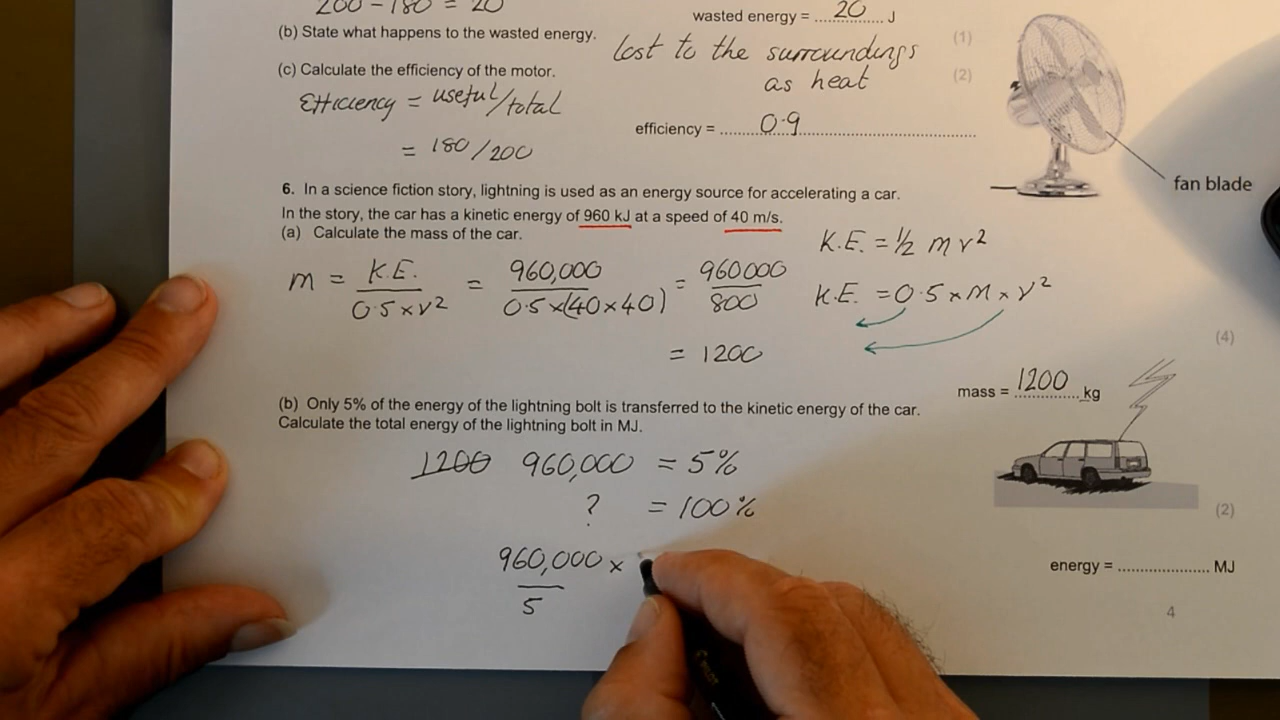 200 - 180 = 20
wasted energy = 20 J
(b) State what happens to the wasted energy.
(1)
lost to the surroundings
as heat
(c) Calculate the efficiency of the motor.
(2)
Efficiency = useful/total
= 180/200
efficiency = 0.9
fan blade
6. In a science fiction story, lightning is used as an energy source for accelerating a car.
In the story, the car has a kinetic energy of 960 kJ at a speed of 40 m/s.
(a) Calculate the mass of the car.
K.E. = ½ m v²
K.E. = 0.5 × m × v²
m = K.E. / 0.5 × v² = 960,000 / 0.5 × (40 × 40) = 960000 / 800
= 1200
(4)
mass = 1200 kg
(b) Only 5% of the energy of the lightning bolt is transferred to the kinetic energy of the car.
Calculate the total energy of the lightning bolt in MJ.
1200 960,000 = 5%
? = 100%
(2)
960,000 ×
5
energy = .................... MJ
4